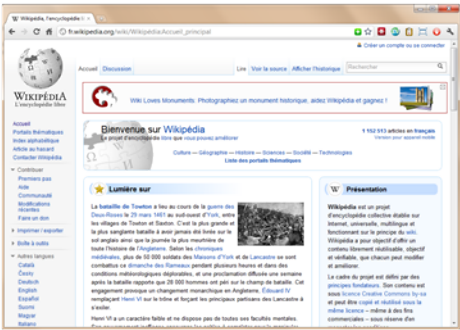 Wikipédia, l'encyclopédie
fr.wikipedia.org/wiki/Wikipédia:Accueil_principal
Créer un compte ou se connecter
Accueil Discussion Lire Voir la source Afficher l'historique Rechercher
WIKIPÉDIA
L'encyclopédie libre
Wiki Loves Monuments: Photographiez un monument historique, aidez Wikipédia et gagnez !
Accueil
Portails thématiques
Index alphabétique
Article au hasard
Contacter Wikipédia
Contribuer
Premiers pas
Aide
Communauté
Modifications
récentes
Faire un don
Imprimer / exporter
Boîte à outils
Autres langues
Català
Česky
Deutsch
English
Español
Suomi
Magyar
Italiano
Bienvenue sur Wikipédia
Le projet d'encyclopédie libre que vous pouvez améliorer
1 152 513 articles en français
Version pour appareil mobile
Culture — Géographie — Histoire — Sciences — Société — Technologies
Liste des portails thématiques
Lumière sur
La bataille de Towton a lieu au cours de la guerre des
Deux-Roses le 29 mars 1461 au sud-ouest d'York, entre
les villages de Towton et Saxton. C'est la plus grande et
la plus sanglante bataille à avoir jamais été livrée sur le
sol anglais ainsi que la journée la plus meurtrière de
toute l'histoire de l'Angleterre. Selon les chroniques
médiévales, plus de 50 000 soldats des Maisons d'York et de Lancastre se sont
combattus ce dimanche des Rameaux pendant plusieurs heures et dans des
conditions météorologiques déplorables, et une proclamation diffusée une semaine
après la bataille rapporte que 28 000 hommes ont péri sur le champ de bataille. Cet
engagement provoque un changement monarchique en Angleterre, Édouard IV
remplaçant Henri VI sur le trône et forçant les principaux partisans des Lancastre à
s'exiler.
Henri VI a un caractère faible et ne dispose pas de toutes ses facultés mentales.
Présentation
Wikipédia est un projet
d'encyclopédie collective établie sur
Internet, universelle, multilingue et
fonctionnant sur le principe du wiki.
Wikipédia a pour objectif d'offrir un
contenu librement réutilisable, objectif
et vérifiable, que chacun peut modifier
et améliorer.
Le cadre du projet est défini par des
principes fondateurs. Son contenu est
sous licence Creative Commons by-sa
et peut être copié et réutilisé sous la
même licence – même à des fins
commerciales – sous réserve d'en